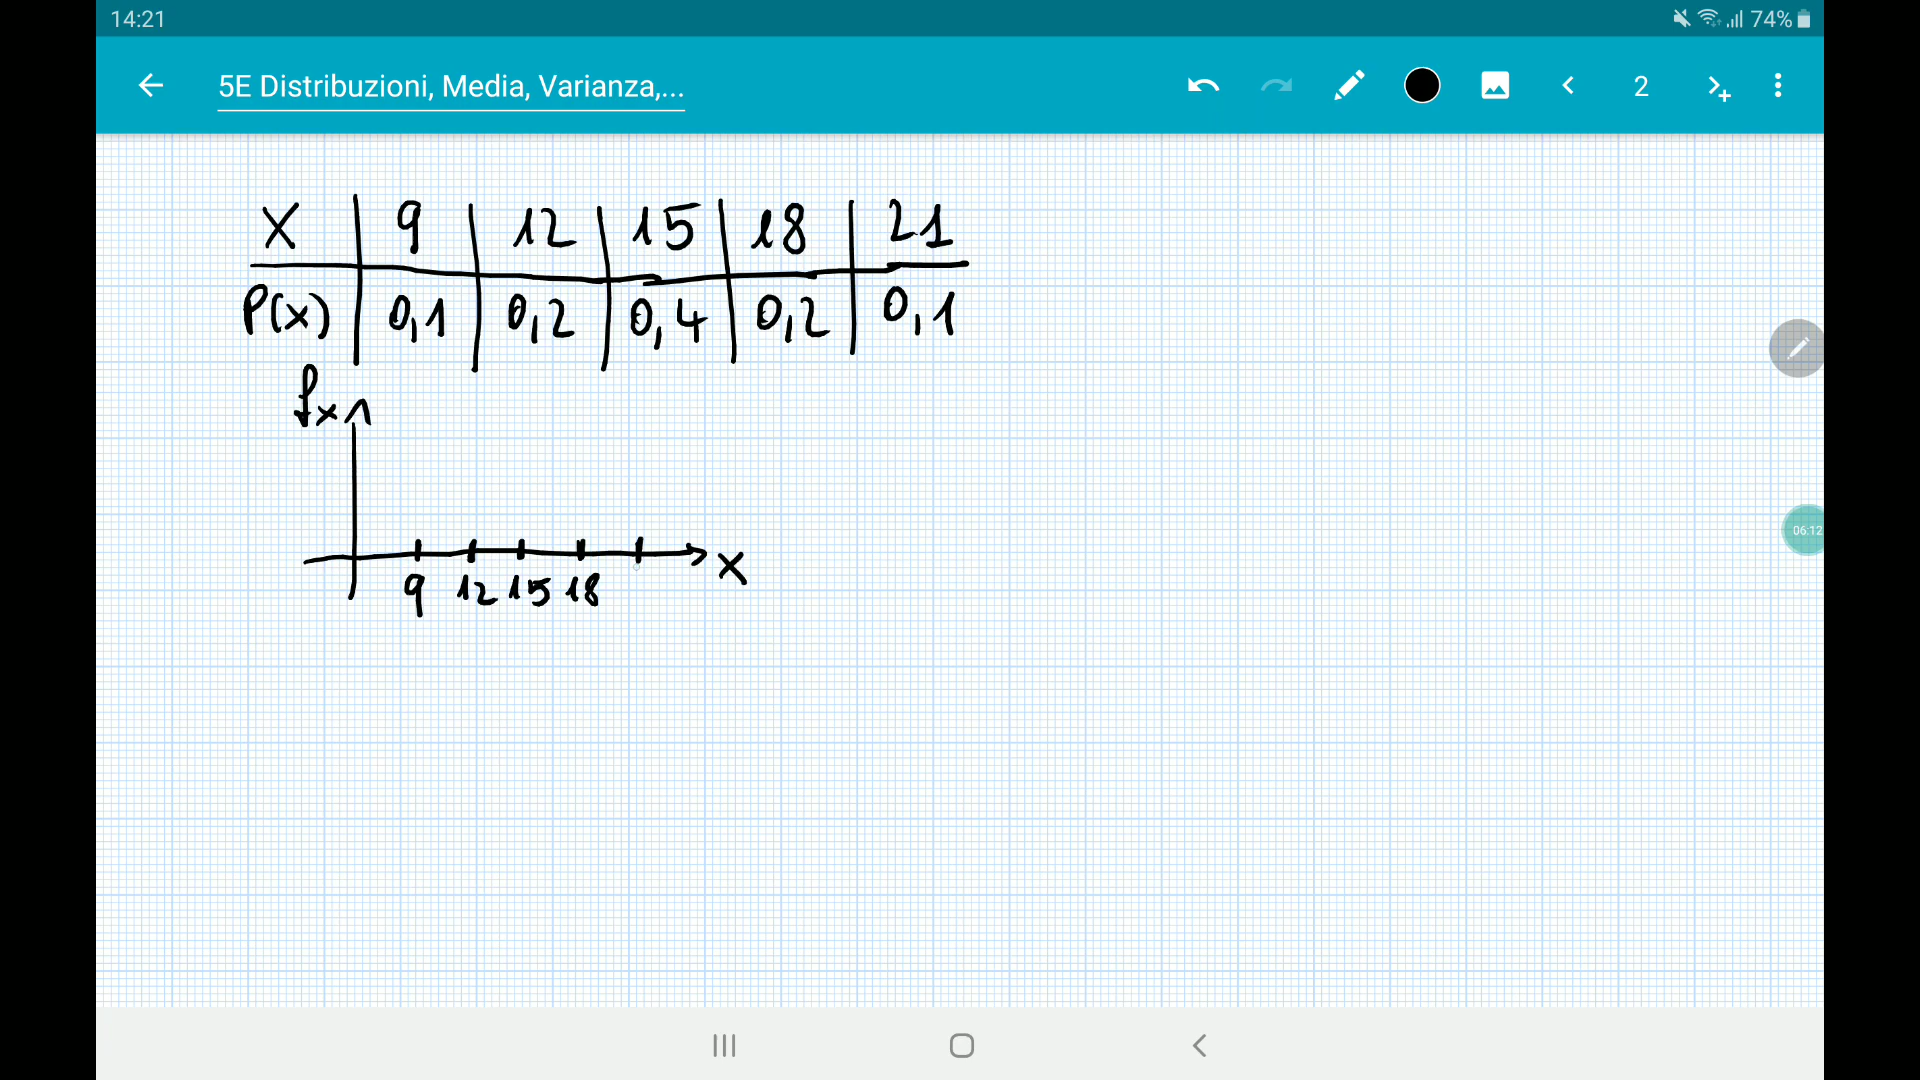 14:21 74%
5E Distribuzioni, Media, Varianza,... 2
X 9 12 15 18 21
P(x) 0,1 0,2 0,4 0,2 0,1
fx
X
9 12 15 18
06:12